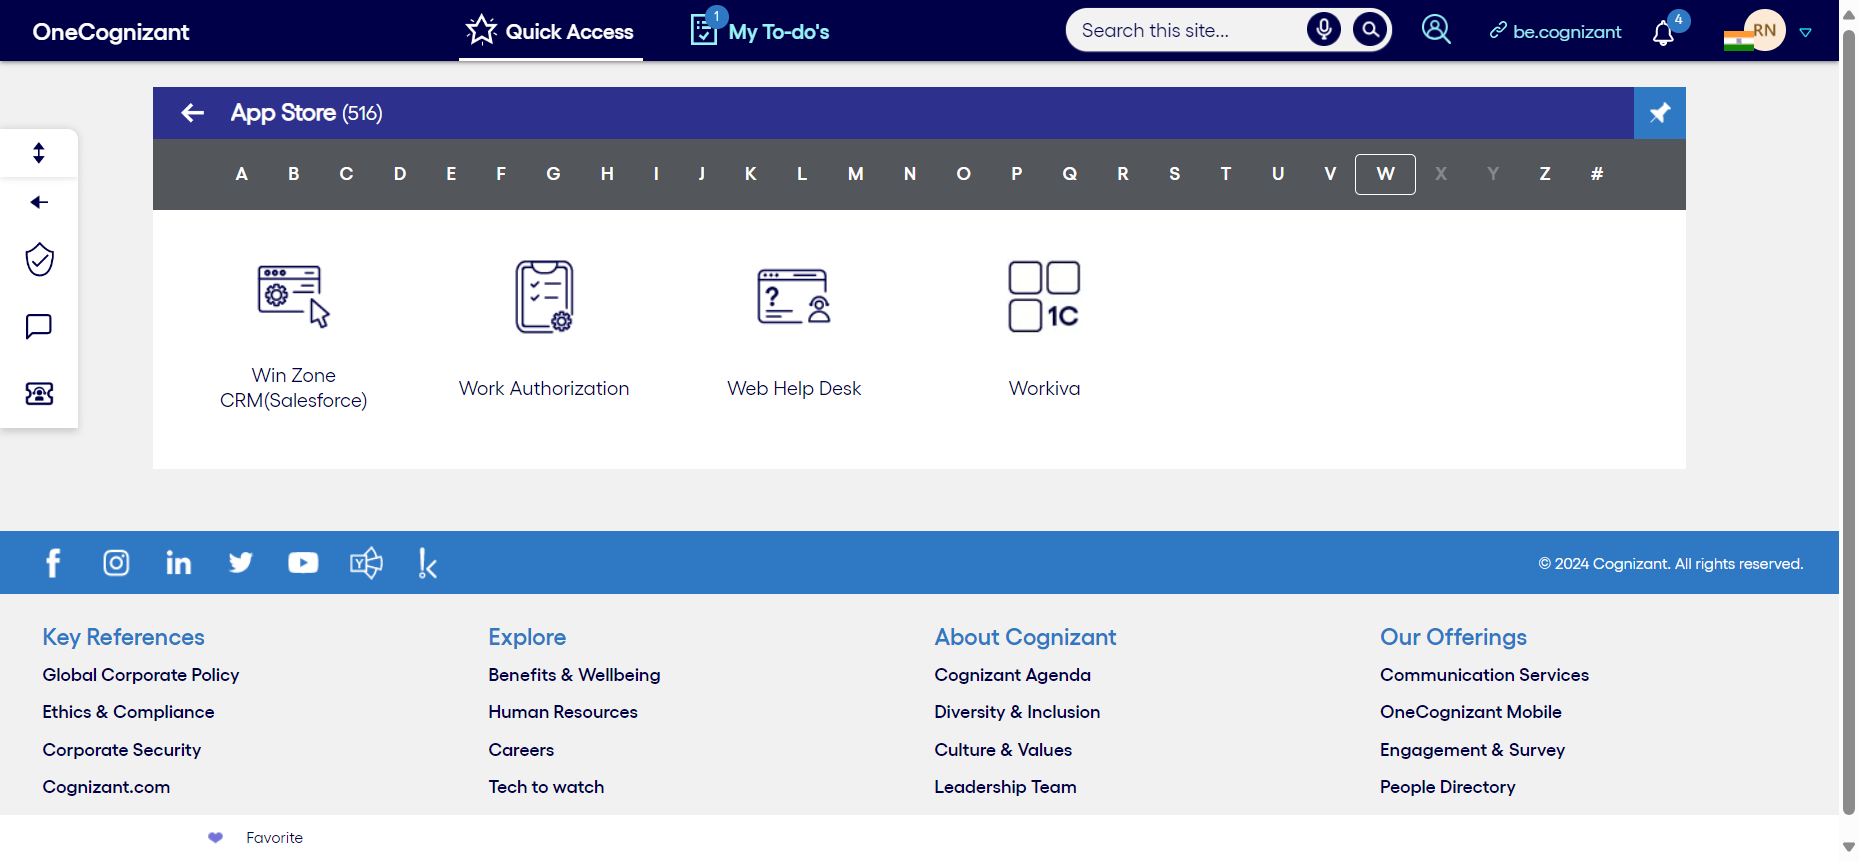 OneCognizant
Quick Access
1
My To-do's
Search this site...
be.cognizant
4
RN
App Store (516)
A B C D E F G H I J K L M N O P Q R S T U V W X Y Z #
Win Zone
CRM(Salesforce)
Work Authorization
?
Web Help Desk
1C
Workiva
© 2024 Cognizant. All rights reserved.
Key References
Global Corporate Policy
Ethics & Compliance
Corporate Security
Cognizant.com
Explore
Benefits & Wellbeing
Human Resources
Careers
Tech to watch
About Cognizant
Cognizant Agenda
Diversity & Inclusion
Culture & Values
Leadership Team
Our Offerings
Communication Services
OneCognizant Mobile
Engagement & Survey
People Directory
Favorite